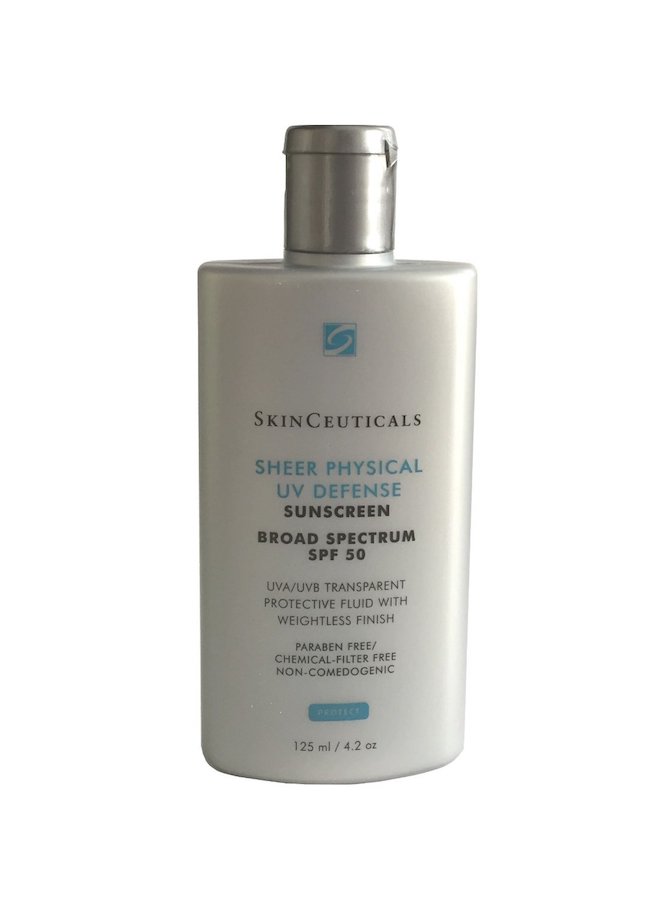 SKINCEUTICALS
SHEER PHYSICAL
UV DEFENSE
SUNSCREEN
BROAD SPECTRUM
SPF 50
UVA/UVB TRANSPARENT
PROTECTIVE FLUID WITH
WEIGHTLESS FINISH
PARABEN FREE/
CHEMICAL-FILTER FREE
NON-COMEDOGENIC
PROTECT
125 ml / 4.2 oz